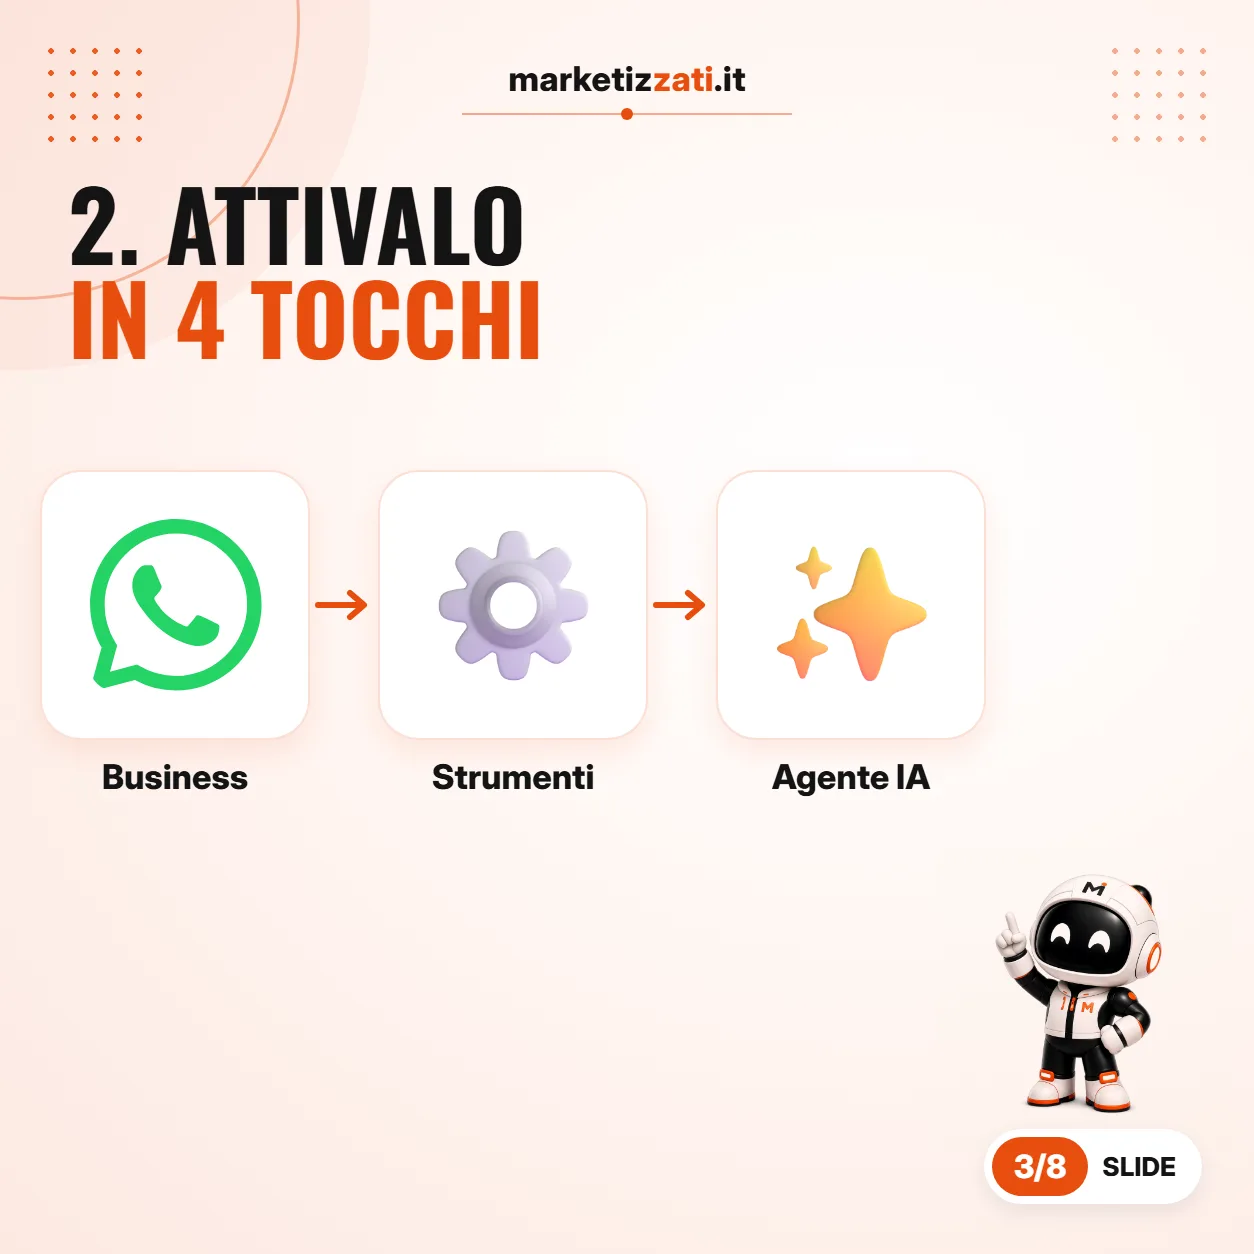 marketizzati.it
2. ATTIVALO
IN 4 TOCCHI
Business
Strumenti
Agente IA
M
3/8 SLIDE